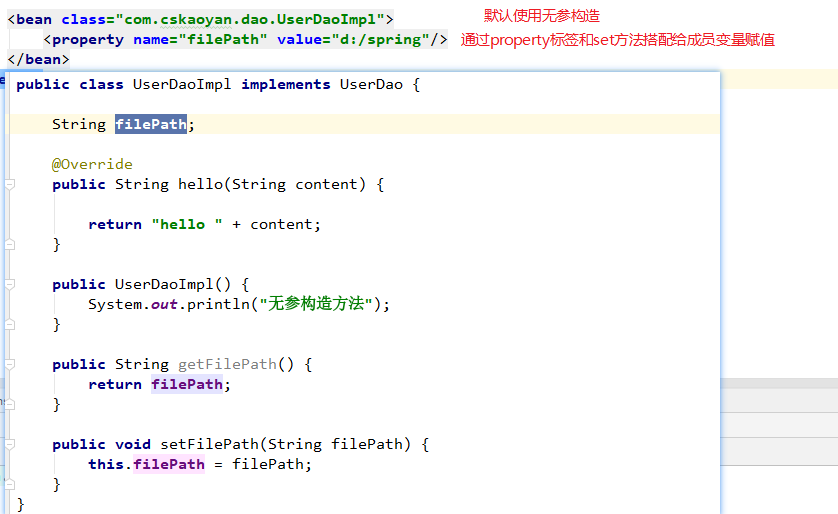 <bean class="com.cskaoyan.dao.UserDaoImpl"> 默认使用无参构造
<property name="filePath" value="d:/spring"/> 通过property标签和set方法搭配给成员变量赋值
</bean>
public class UserDaoImpl implements UserDao {
String filePath;
@Override
public String hello(String content) {
return "hello " + content;
}
public UserDaoImpl() {
System.out.println("无参构造方法");
}
public String getFilePath() {
return filePath;
}
public void setFilePath(String filePath) {
this.filePath = filePath;
}
}